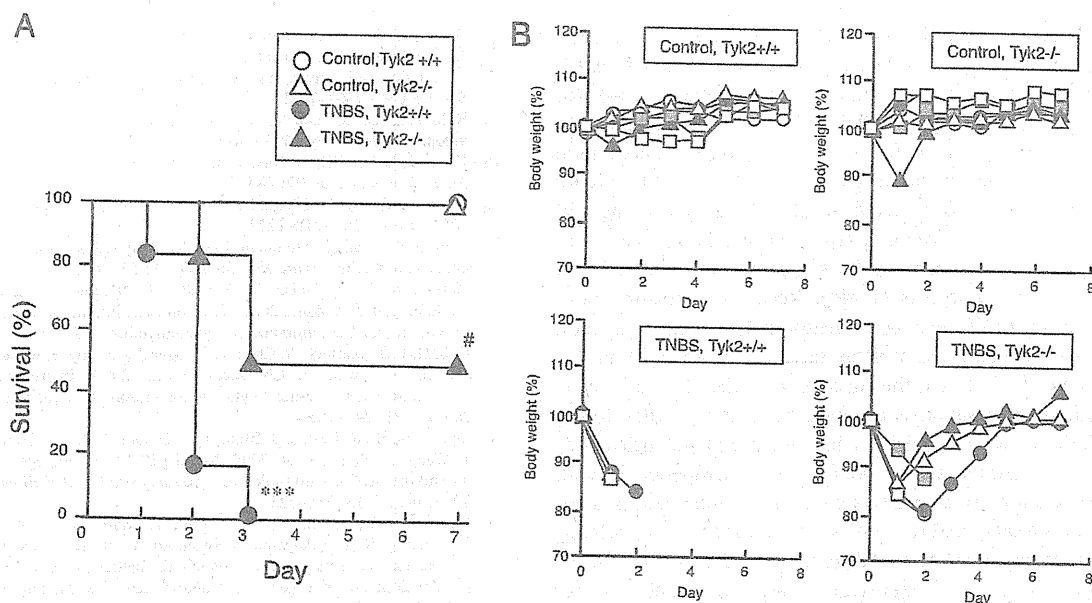 A
Control,Tyk2 +/+
Control, Tyk2-/-
TNBS, Tyk2+/+
TNBS, Tyk2-/-
100
80
60
40
20
0
Survival (%)
#
***
0 1 2 3 4 5 6 7
Day
B
Control, Tyk2+/+
120
110
100
90
80
70
Body weight (%)
0 2 4 6 8
Day
Control, Tyk2-/-
120
110
100
90
80
70
Body weight (%)
0 2 4 6 8
Day
TNBS, Tyk2+/+
120
110
100
90
80
70
Body weight (%)
0 2 4 6 8
Day
TNBS, Tyk2-/-
120
110
100
90
80
70
Body weight (%)
0 2 4 6 8
Day